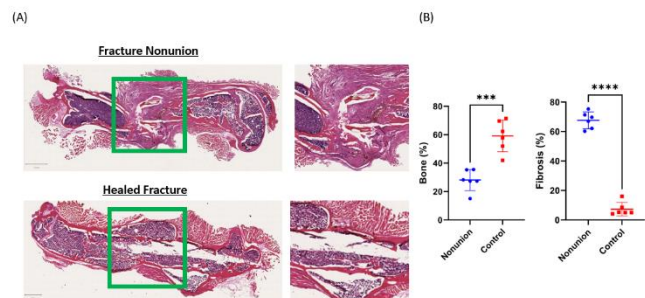 (A)
Fracture Nonunion
Healed Fracture
(B)
***
Bone (%)
100
80
60
40
20
0
Nonunion
Control
****
Fibrosis (%)
80
60
40
20
0
Nonunion
Control